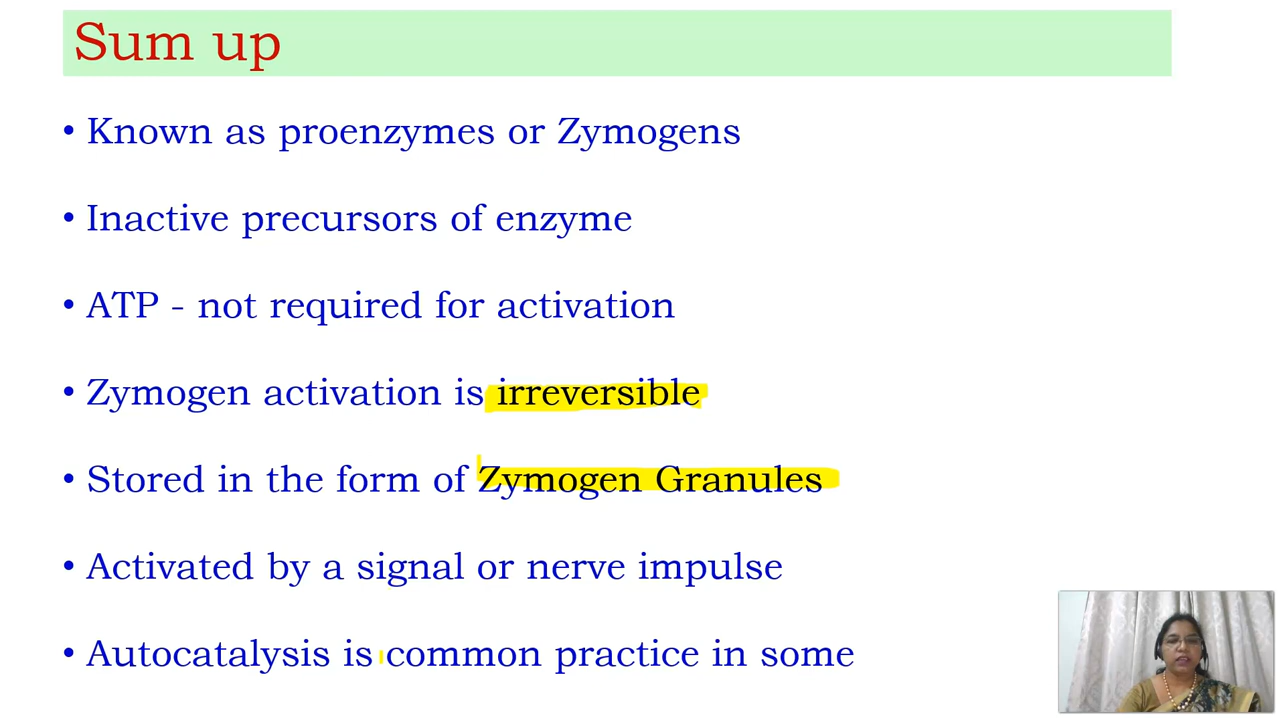 Sum up
• Known as proenzymes or Zymogens
• Inactive precursors of enzyme
• ATP - not required for activation
• Zymogen activation is irreversible
• Stored in the form of Zymogen Granules
• Activated by a signal or nerve impulse
• Autocatalysis is common practice in some